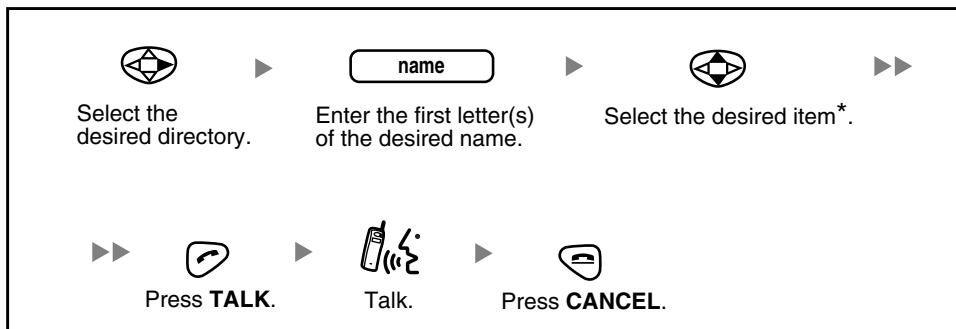 name
Select the
desired directory.
Enter the first letter(s)
of the desired name.
Select the desired item*.
Press TALK.
Talk.
Press CANCEL.